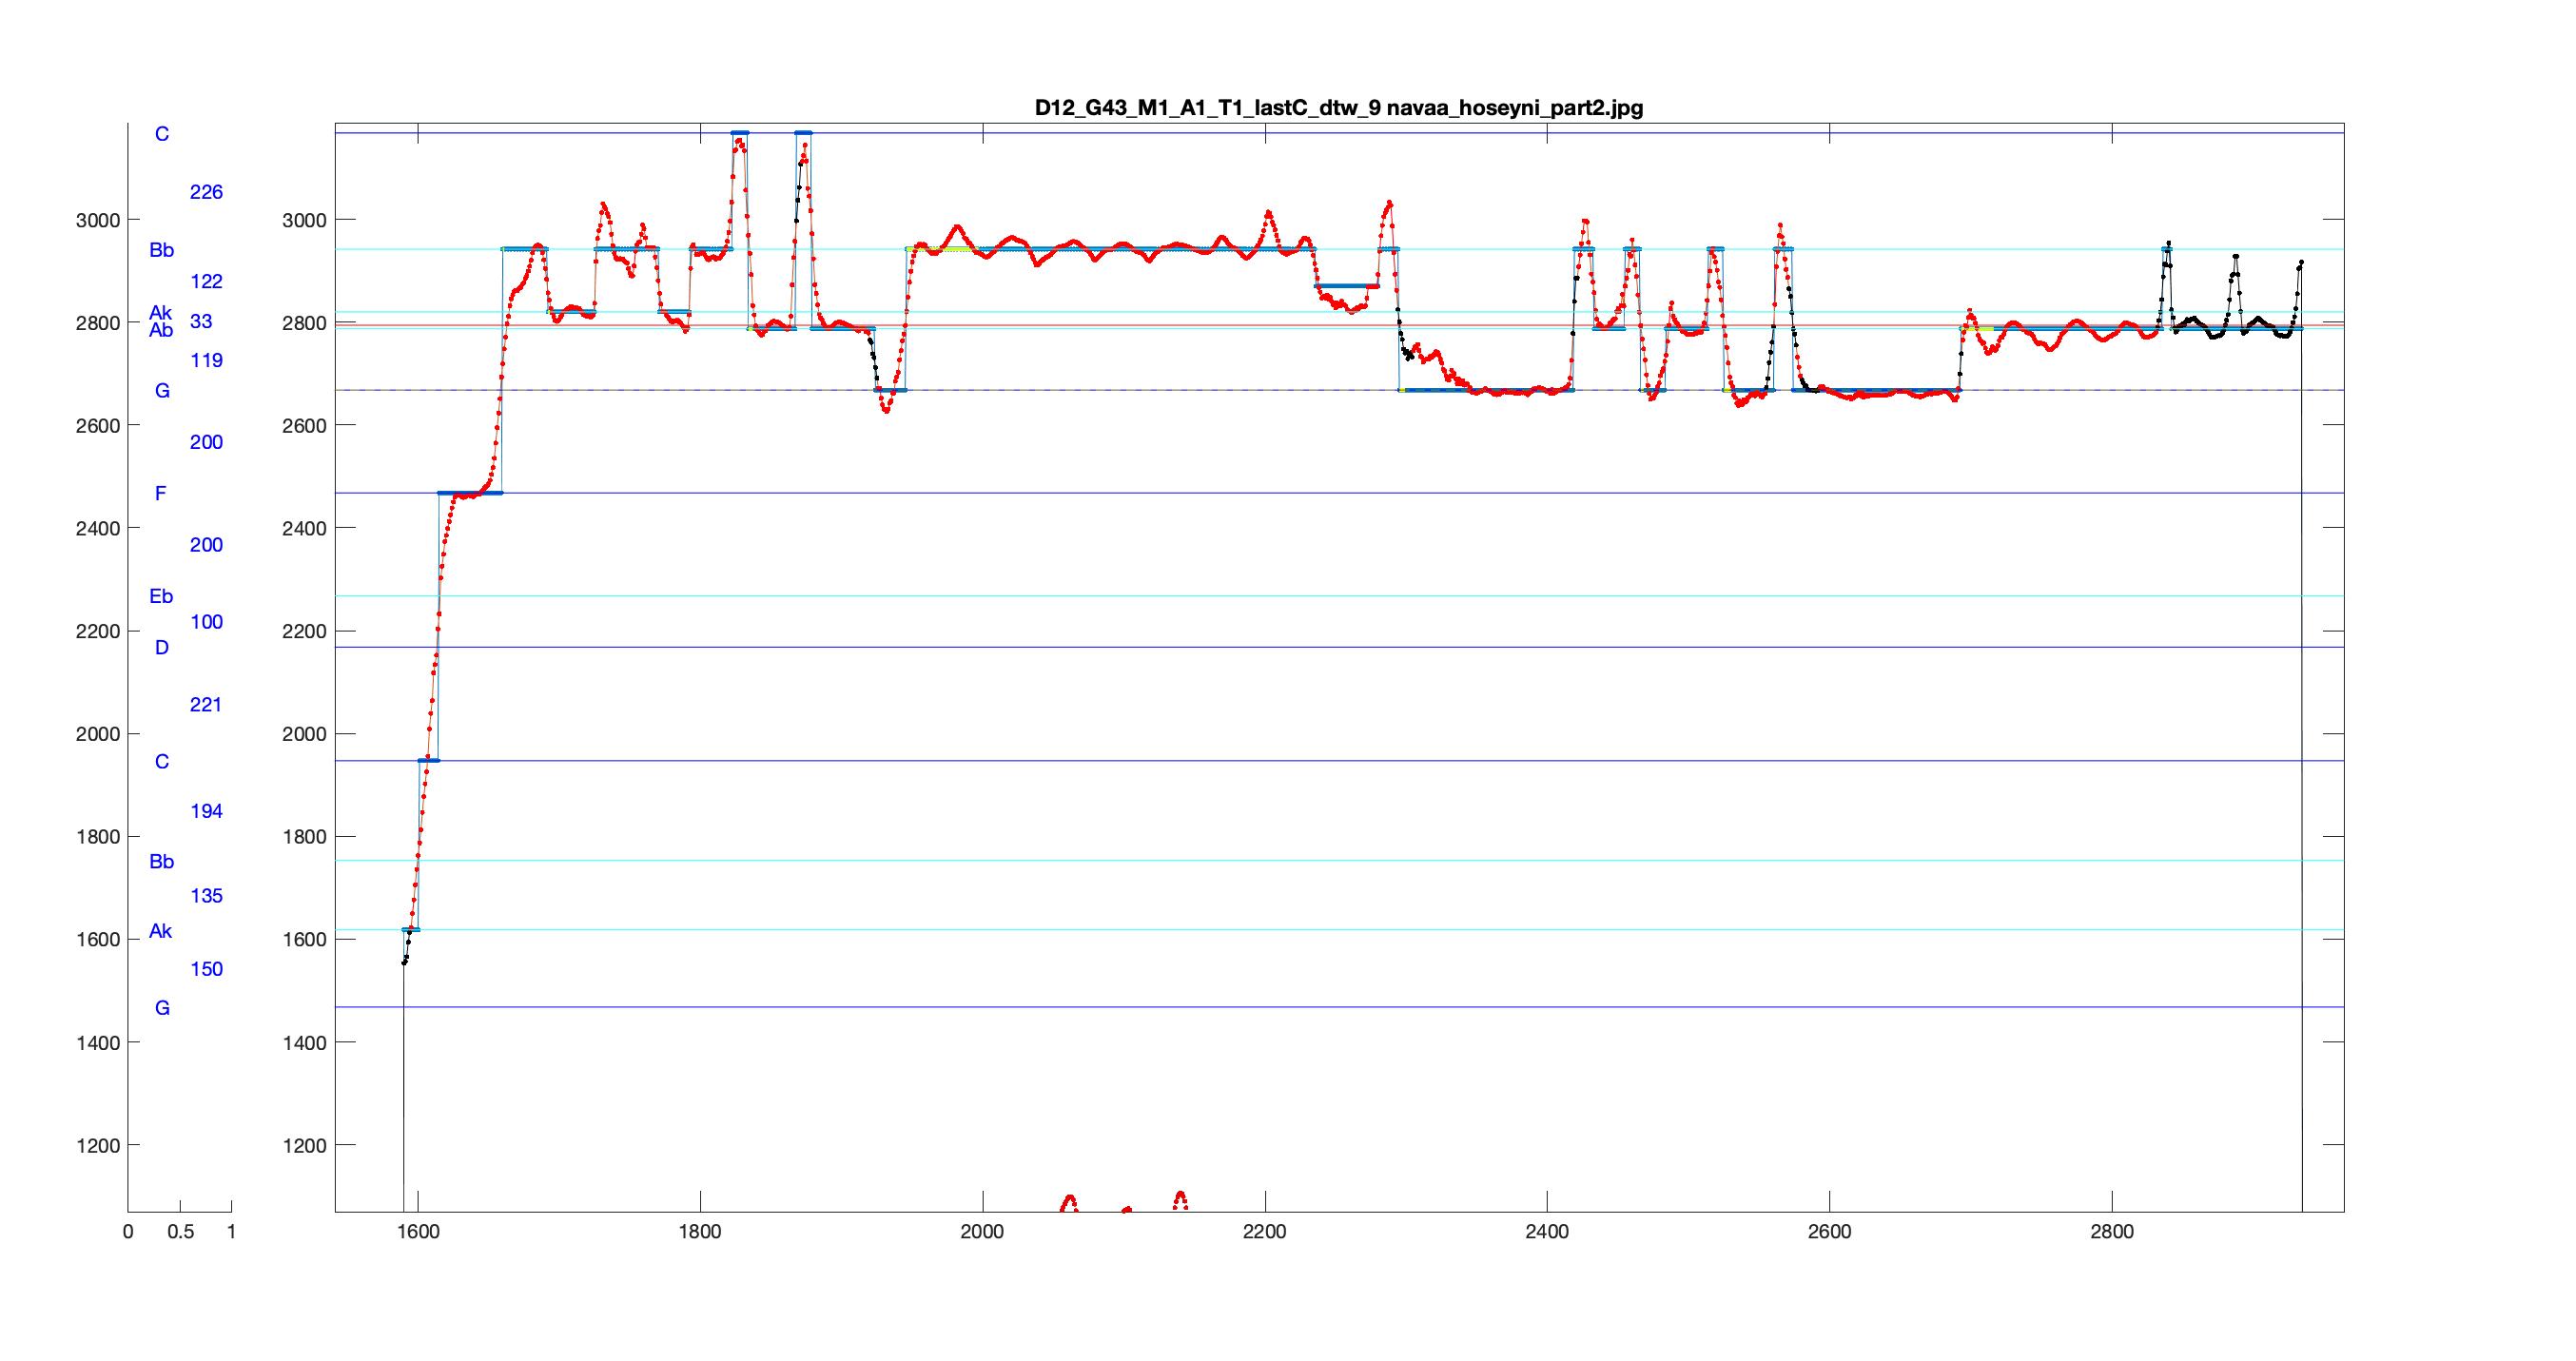 D12_G43_M1_A1_T1_lastC_dtw_9 navaa_hoseyni_part2.jpg
C
226
3000 3000
Bb
122
Ak
2800 33 2800
Ab
119
G
2600 200 2600
F
2400 200 2400
Eb
100
2200 2200
D
221
2000 2000
C
194
1800 1800
Bb
135
Ak
1600 1600
150
G
1400 1400
1200 1200
0 0.5 1 1600 1800 2000 2200 2400 2600 2800